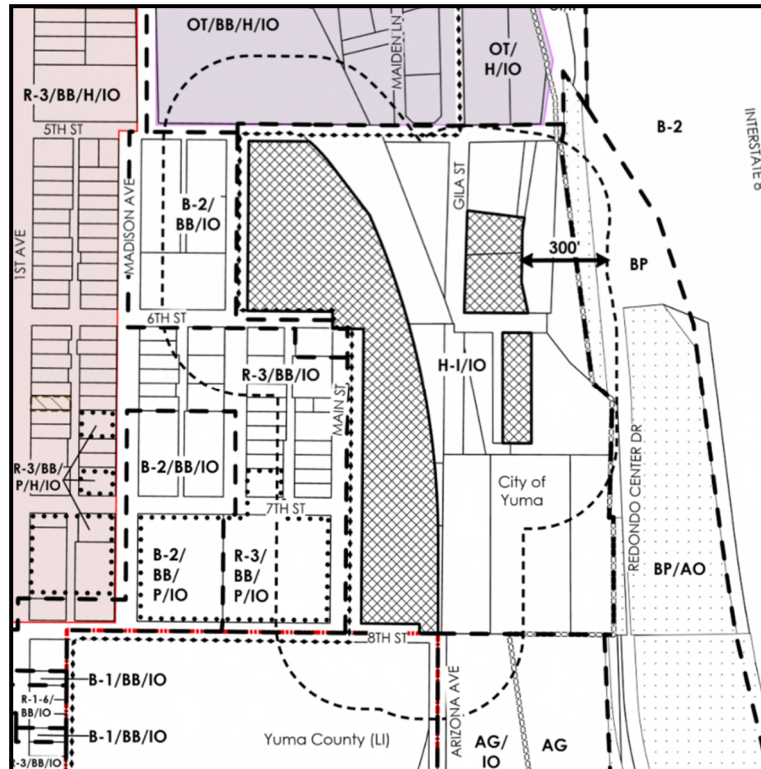 OT/BB/H/IO
MAIDEN LN
OT/
H/IO
R-3/BB/H/IO
5TH ST
B-2
INTERSTATE 8
MADISON AVE
GILA ST
B-2/
BB/IO
1ST AVE
300'
BP
6TH ST
R-3/BB/IO
H-I/IO
MAIN ST
R-3/BB/
P/H/IO
B-2/BB/IO
City of
Yuma
7TH ST
REDONDO CENTER DR
B-2/
BB/
P/IO
R-3/
BB/
P/IO
BP/AO
8TH ST
B-1/BB/IO
R-1-6/
BB/IO
B-1/BB/IO
R-3/BB/IO
Yuma County (LI)
ARIZONA AVE
AG/
IO
AG